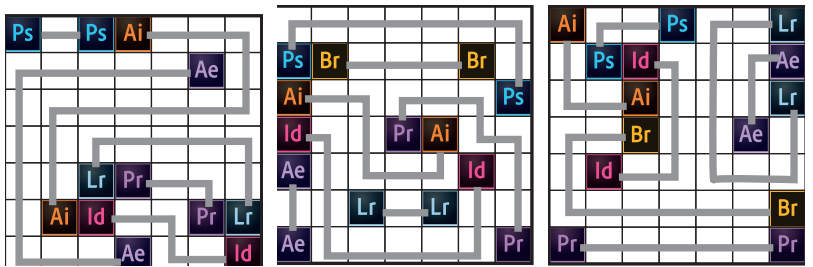 Ps Ps Ai
Ae
Lr Pr
Ai Id Pr Lr
Ae Id
Ps Br Br
Ai Ps
Id Pr Ai
Ae Id
Lr Lr
Ae Pr
Ai Ps Lr
Ps Id Ae
Ai Lr
Br Ae
Id
Br
Pr Pr